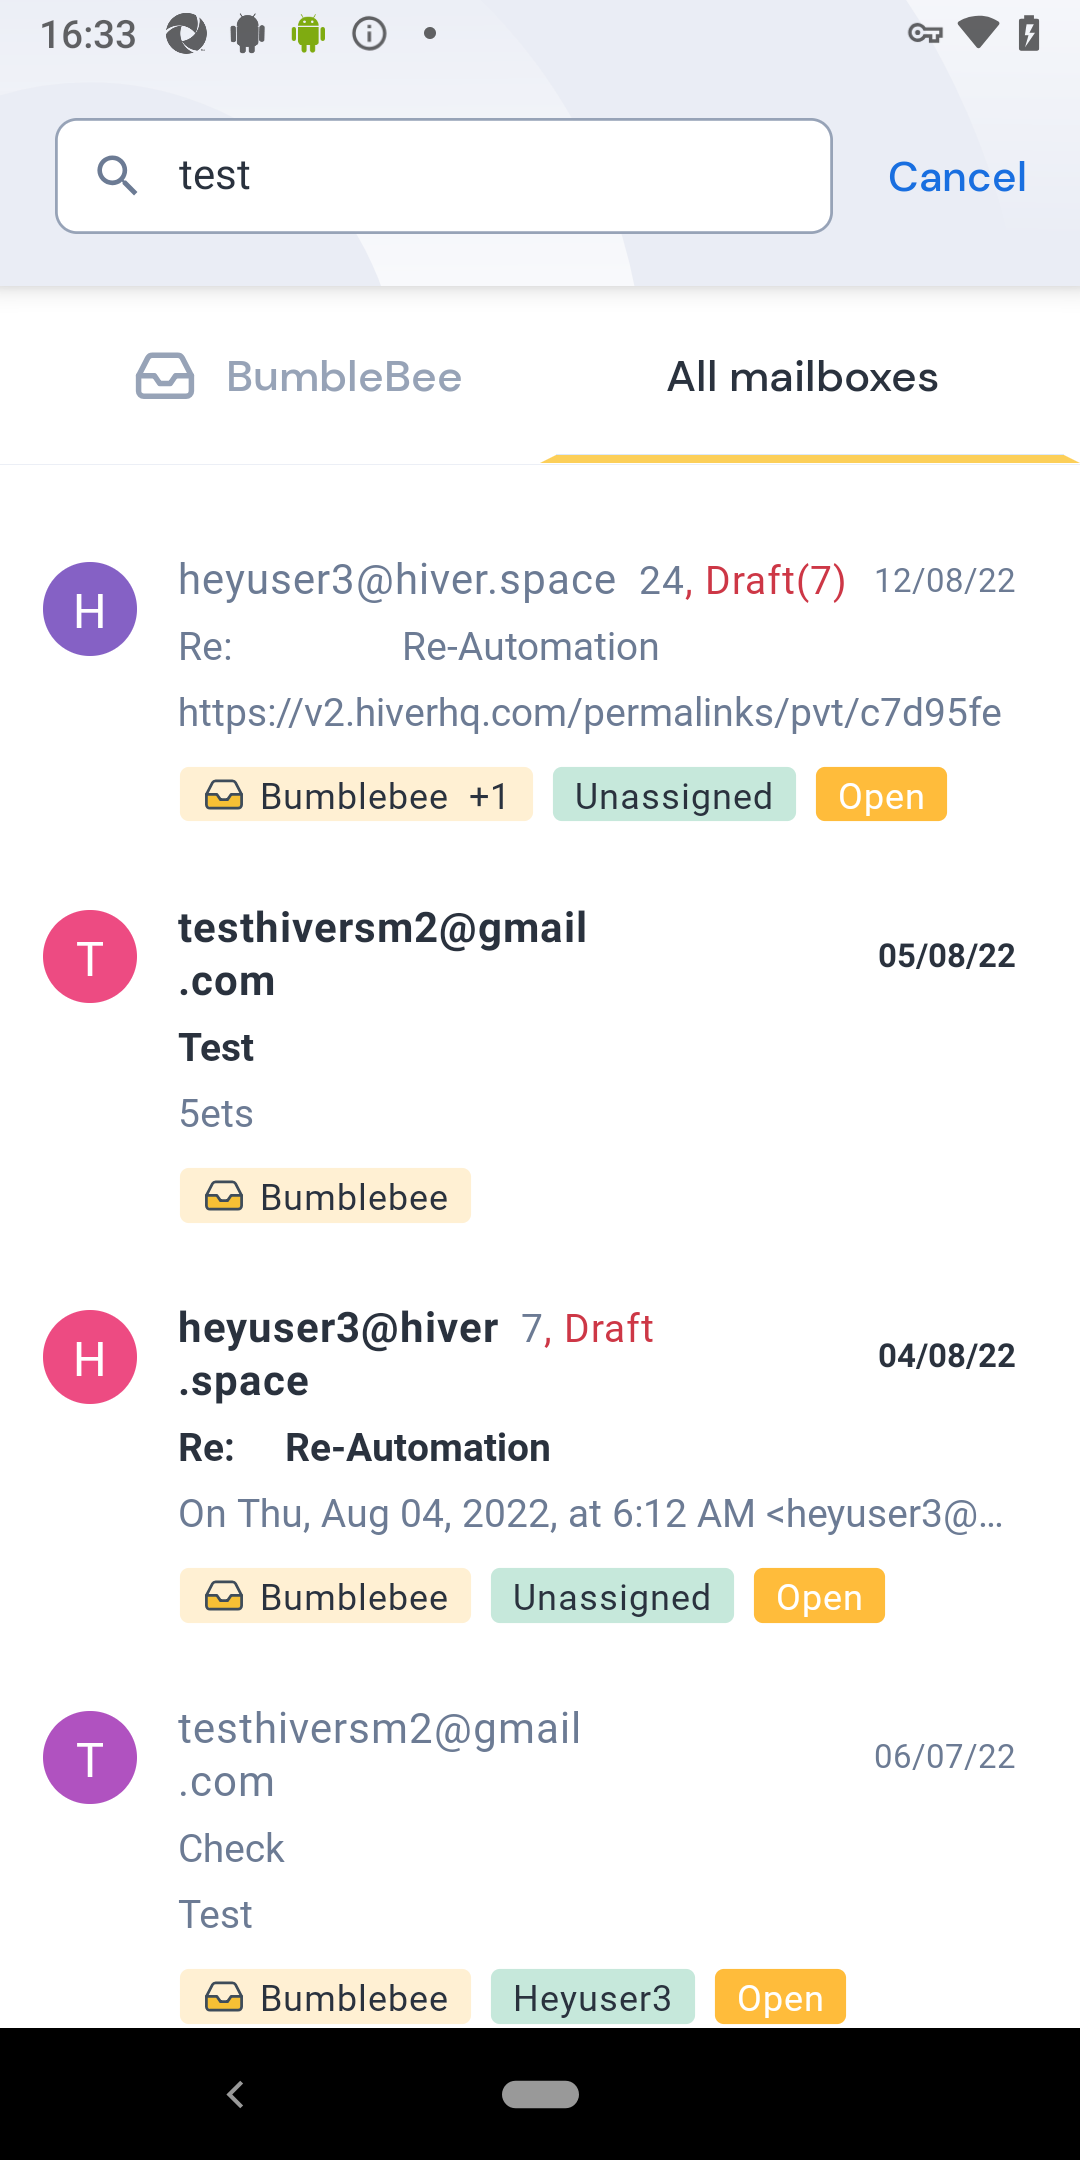 16:33
test
Cancel
BumbleBee
All mailboxes
H
heyuser3@hiver.space 24, Draft(7) 12/08/22
Re: Re-Automation
https://v2.hiverhq.com/permalinks/pvt/c7d95fe
Bumblebee +1 Unassigned Open
T
testhiversm2@gmail
.com
05/08/22
Test
5ets
Bumblebee
H
heyuser3@hiver 7, Draft
.space
04/08/22
Re: Re-Automation
On Thu, Aug 04, 2022, at 6:12 AM <heyuser3@...
Bumblebee Unassigned Open
T
testhiversm2@gmail
.com
06/07/22
Check
Test
Bumblebee Heyuser3 Open